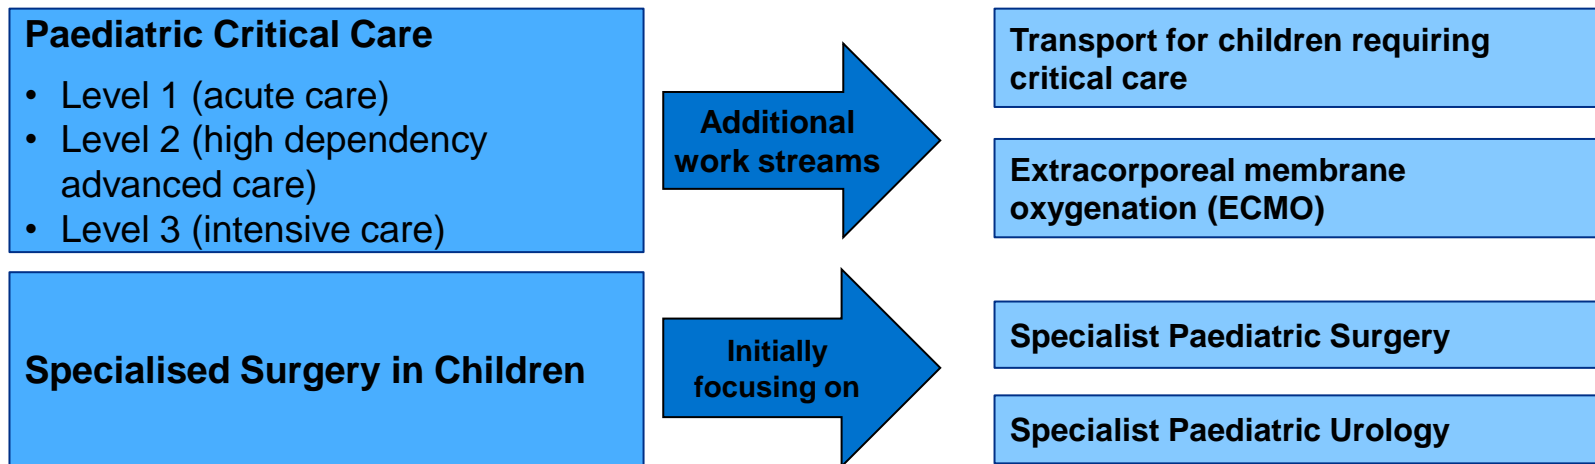 Paediatric Critical Care
• Level 1 (acute care)
• Level 2 (high dependency
advanced care)
• Level 3 (intensive care)
Additional
work streams
Transport for children requiring
critical care
Extracorporeal membrane
oxygenation (ECMO)
Specialised Surgery in Children
Initially
focusing on
Specialist Paediatric Surgery
Specialist Paediatric Urology